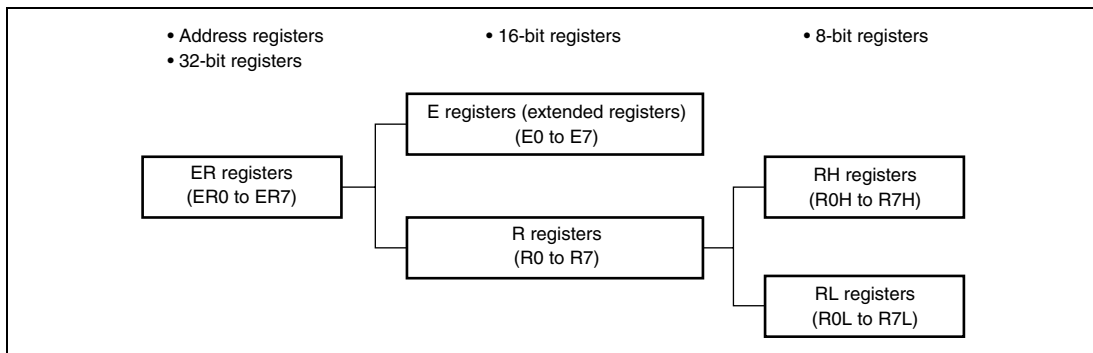 • Address registers
• 32-bit registers
• 16-bit registers
• 8-bit registers
E registers (extended registers)
(E0 to E7)
ER registers
(ER0 to ER7)
RH registers
(R0H to R7H)
R registers
(R0 to R7)
RL registers
(R0L to R7L)